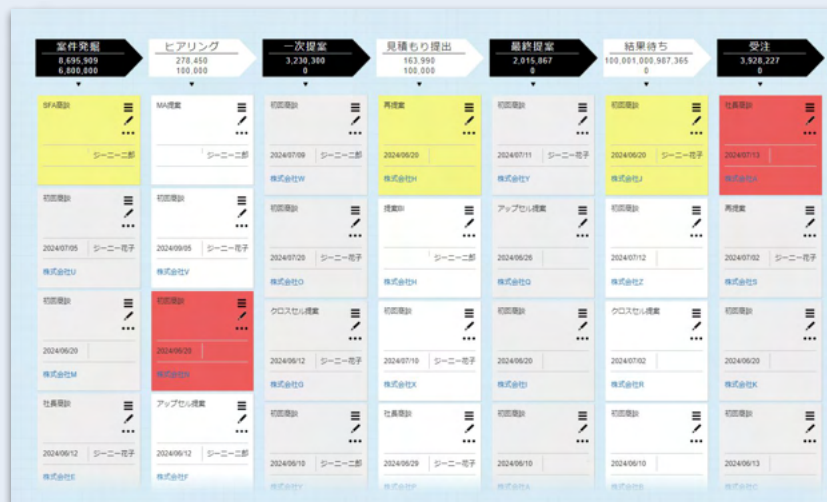 案件発掘
8,695,909
6,800,000
ヒアリング
278,450
100,000
一次提案
3,230,300
0
見積もり提出
163,990
100,000
最終提案
2,015,867
0
結果待ち
100,001,000,987,365
0
受注
3,928,227
0
SFA商談
ジーニー二郎
初回商談
2024/07/05 ジーニー花子
株式会社U
初回商談
2024/06/20
株式会社M
社長商談
2024/06/12 ジーニー花子
株式会社E
MA提案
ジーニー二郎
初回商談
2024/09/05 ジーニー二郎
株式会社V
初回商談
2024/06/20
アップセル提案
2024/06/12 ジーニー二郎
株式会社F
初回商談
2024/07/09 ジーニー二郎
株式会社W
初回商談
2024/07/20 ジーニー花子
株式会社O
クロスセル提案
2024/06/12 ジーニー花子
株式会社G
初回商談
2024/06/10 ジーニー二郎
株式会社Y
再提案
2024/06/20
株式会社H
提案BI
ジーニー二郎
株式会社H
初回商談
2024/07/10 ジーニー花子
株式会社X
社長商談
2024/06/29 ジーニー花子
初回商談
2024/07/11 ジーニー花子
株式会社Y
アップセル提案
2024/06/26
株式会社Q
初回商談
2024/06/20
株式会社I
初回商談
2024/06/10
株式会社A
初回商談
2024/06/20 ジーニー花子
株式会社J
初回商談
2024/07/12
株式会社Z
クロスセル提案
2024/07/02
株式会社R
初回商談
2024/06/10
社長商談
2024/07/13
再提案
2024/07/02 ジーニー花子
株式会社S
初回商談
2024/06/20
株式会社K
初回商談
2024/06/13